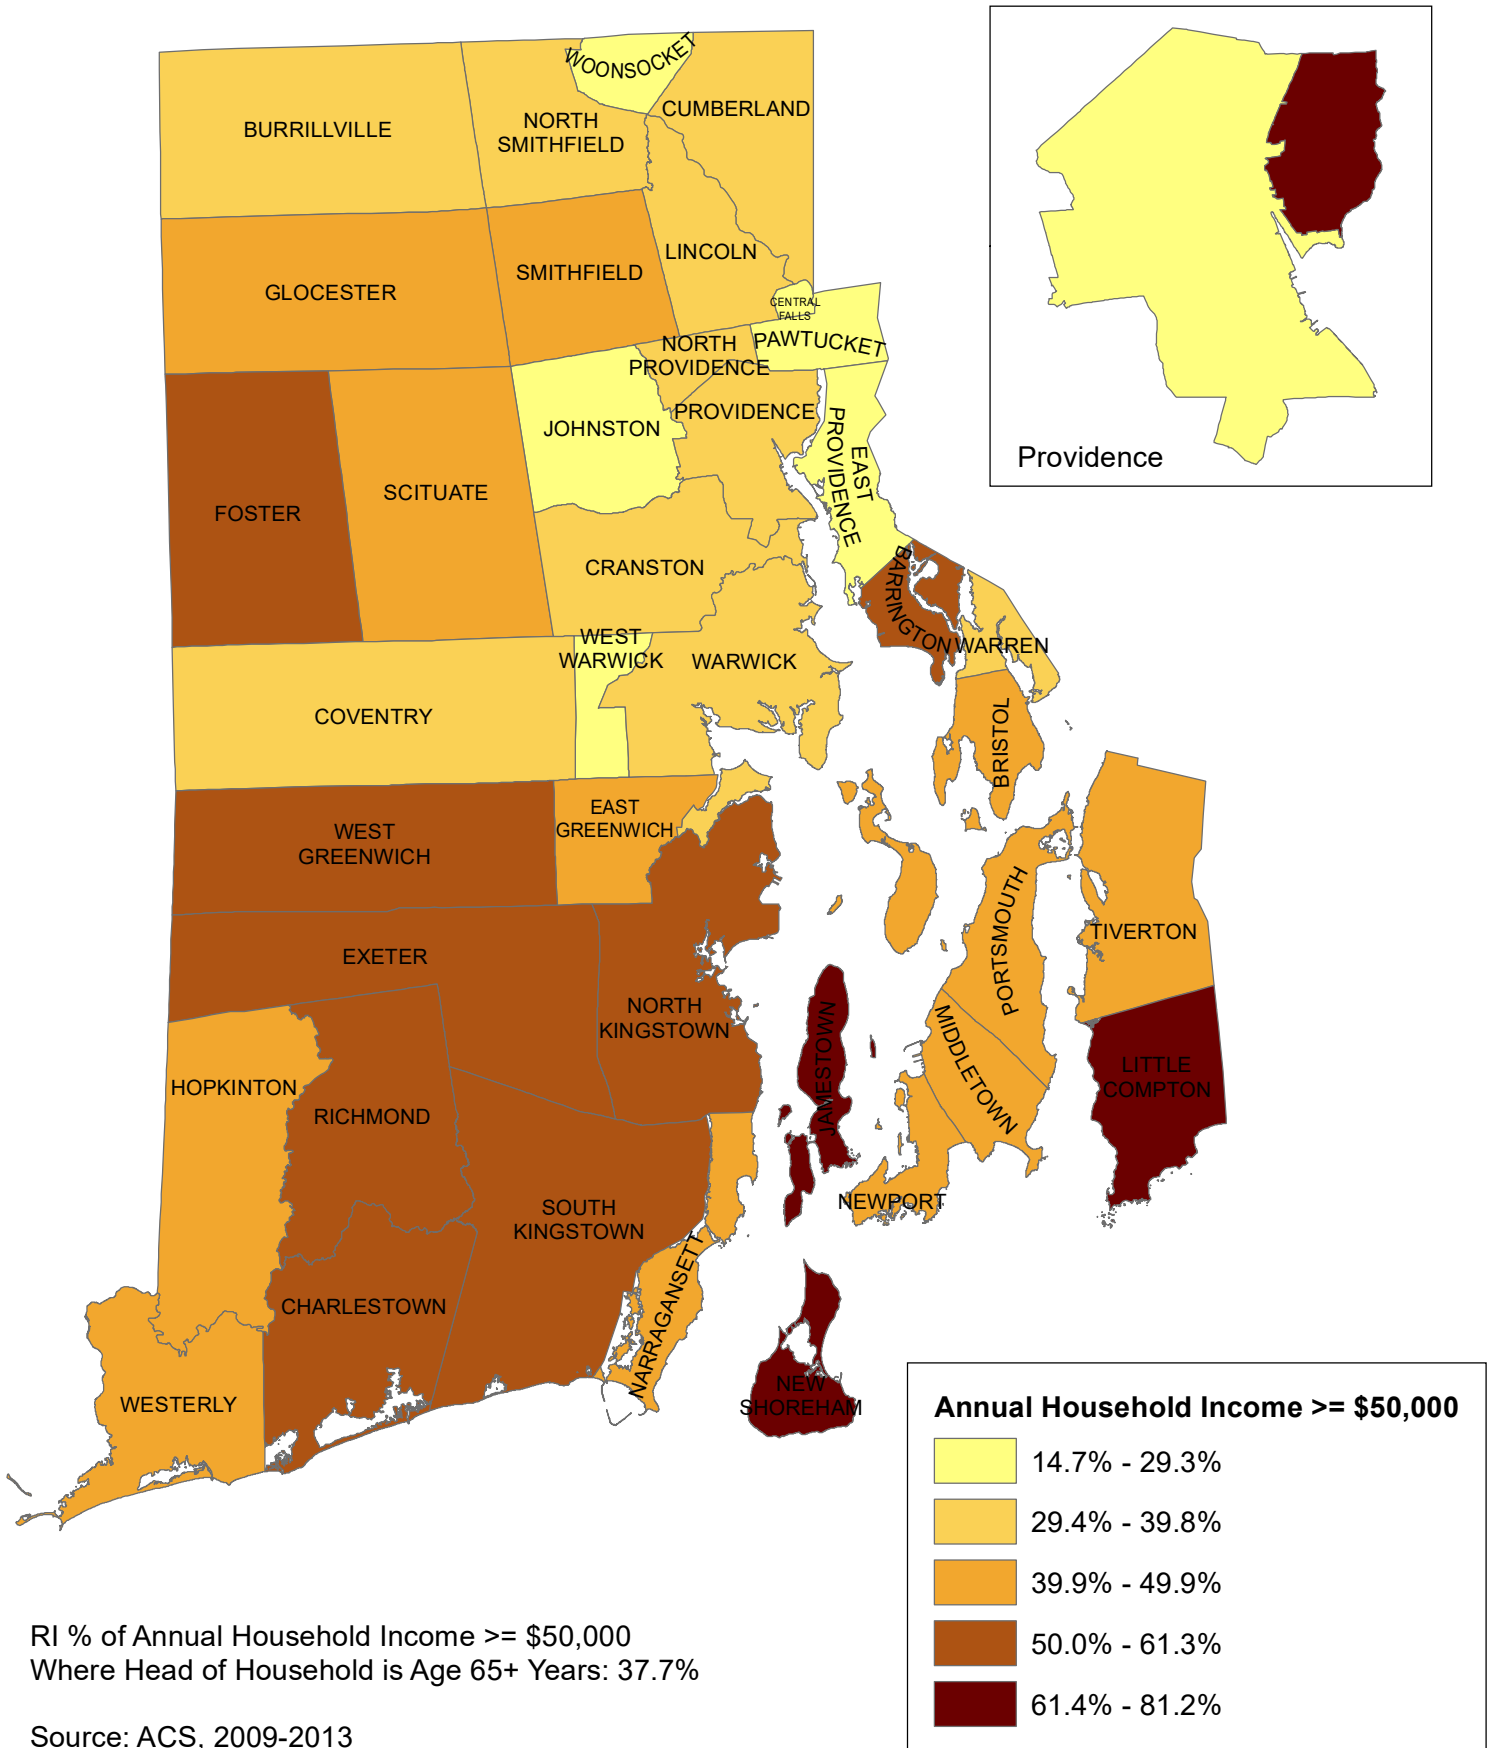 WOONSOCKET
CUMBERLAND
BURRILLVILLE
NORTH
SMITHFIELD
LINCOLN
SMITHFIELD
GLOCESTER
CENTRAL
FALLS
PAWTUCKET
NORTH
PROVIDENCE
PROVIDENCE
JOHNSTON
EAST
PROVIDENCE
Providence
SCITUATE
FOSTER
CRANSTON
BARRINGTON
WARREN
WEST
WARWICK
WARWICK
COVENTRY
BRISTOL
EAST
GREENWICH
WEST
GREENWICH
PORTSMOUTH
TIVERTON
EXETER
NORTH
KINGSTOWN
JAMESTOWN
MIDDLETOWN
LITTLE
COMPTON
HOPKINTON
RICHMOND
SOUTH
KINGSTOWN
NEWPORT
CHARLESTOWN
NARRAGANSETT
NEW
SHOREHAM
WESTERLY
Annual Household Income >= $50,000
14.7% - 29.3%
29.4% - 39.8%
39.9% - 49.9%
50.0% - 61.3%
61.4% - 81.2%
RI % of Annual Household Income >= $50,000
Where Head of Household is Age 65+ Years: 37.7%
Source: ACS, 2009-2013